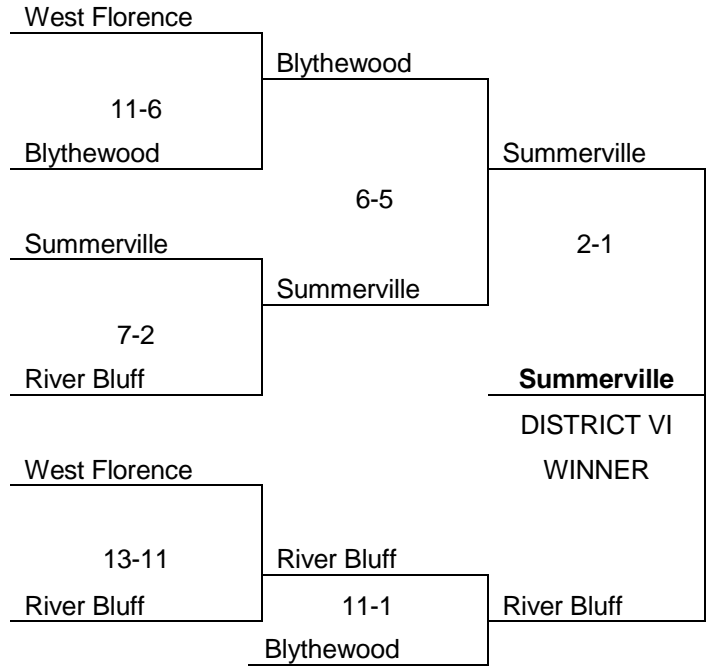 West Florence
Blythewood
11-6
Blythewood
Summerville
6-5
Summerville
2-1
Summerville
7-2
River Bluff
Summerville
DISTRICT VI
West Florence
WINNER
13-11
River Bluff
River Bluff
11-1
River Bluff
Blythewood